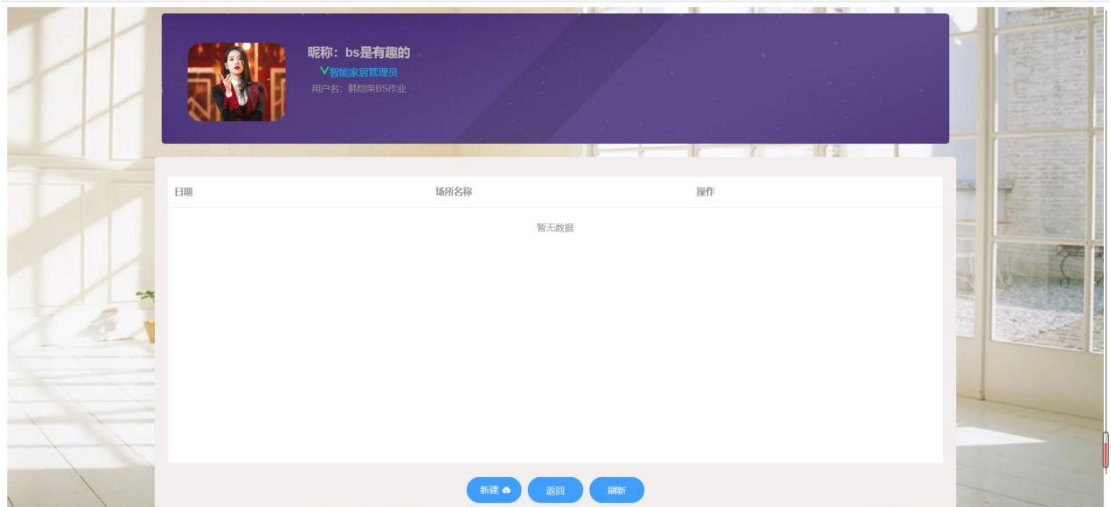 昵称：bs是有趣的
智能家居管理员
用户名：韩恺荣BS作业
日期 场所名称 操作
暂无数据
新建
返回
刷新